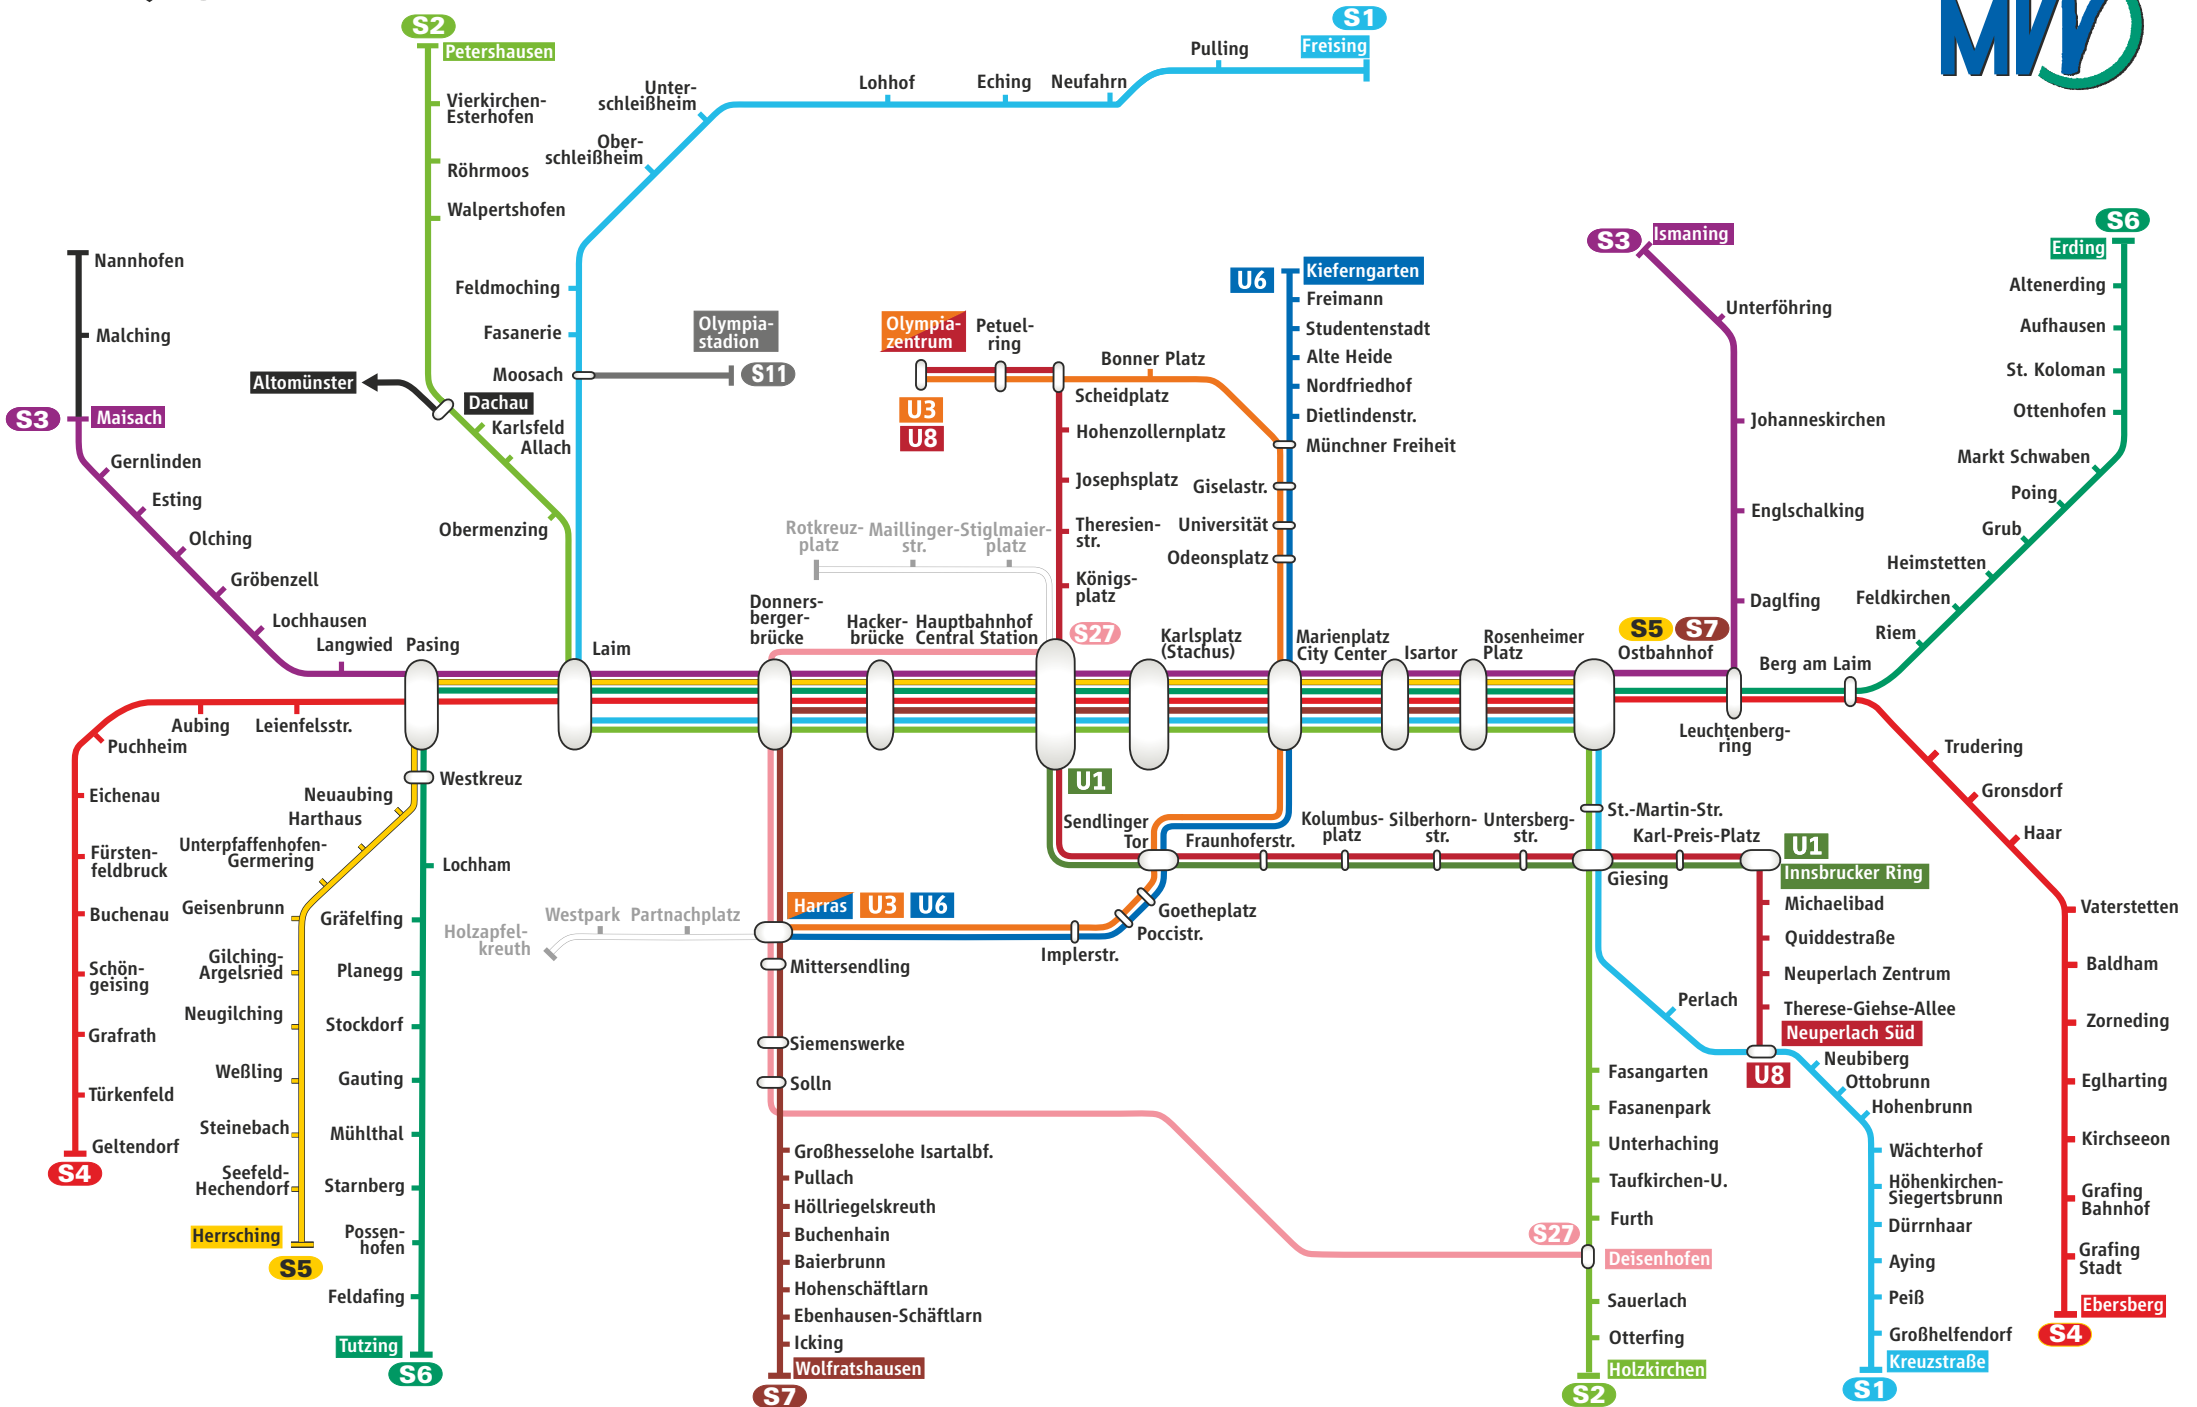 S2
Petershausen
Vierkirchen-
Esterhofen
Röhrmoos
Walpertshofen
S1
Freising
Pulling
Neufahrn
Eching
Lohhof
Unter-
schleißheim
Ober-
schleißheim
Feldmoching
Fasanerie
Moosach
Olympia-
stadion
S11
MVV
Nannhofen
Malching
S3
Maisach
Gernlinden
Esting
Olching
Gröbenzell
Lochhausen
Langwied
Altomünster
Dachau
Karlsfeld
Allach
Obermenzing
Pasing
Laim
Olympia-
zentrum
U3
U8
Petuel-
ring
Scheidplatz
Bonner Platz
Hohenzollernplatz
Josephsplatz
Theresien-
str.
Königs-
platz
Rotkreuz-
platz
Maillinger-
str.
Stiglmaier-
platz
U6
Kieferngarten
Freimann
Studentenstadt
Alte Heide
Nordfriedhof
Dietlindenstr.
Münchner Freiheit
Giselastr.
Universität
Odeonsplatz
Donners-
berger-
brücke
Hacker-
brücke
Hauptbahnhof
Central Station
S27
Karlsplatz
(Stachus)
Marienplatz
City Center
Isartor
Rosenheimer
Platz
S5
S7
Ostbahnhof
S3
Ismaning
Unterföhring
Johanneskirchen
Englschalking
Daglfing
Leuchtenberg-
ring
Berg am Laim
S6
Erding
Altenerding
Aufhausen
St. Koloman
Ottenhofen
Markt Schwaben
Poing
Grub
Heimstetten
Feldkirchen
Riem
Aubing
Leienfelsstr.
Puchheim
Eichenau
Fürsten-
feldbruck
Buchenau
Schön-
geising
Grafrath
Türkenfeld
Geltendorf
S4
Westkreuz
Neuaubing
Harthaus
Unterpfaffenhofen-
Germering
Geisenbrunn
Gilching-
Argelsried
Neugilching
Weßling
Steinebach
Seefeld-
Hechendorf
Herrsching
S5
Lochham
Gräfelfing
Planegg
Stockdorf
Gauting
Mühlthal
Starnberg
Possen-
hofen
Feldafing
Tutzing
S6
Holzapfel-
kreuth
Westpark
Partnachplatz
Harras
U3
U6
Mittersendling
Siemenswerke
Solln
Großhesselohe Isartalbf.
Pullach
Höllriegelskreuth
Buchenhain
Baierbrunn
Hohenschäftlarn
Ebenhausen-Schäftlarn
Icking
Wolfratshausen
S7
U1
Sendlinger
Tor
Goetheplatz
Poccistr.
Implerstr.
Fraunhoferstr.
Kolumbus-
platz
Silberhorn-
str.
Untersberg-
str.
St.-Martin-Str.
Giesing
Karl-Preis-Platz
U1
Innsbrucker Ring
Michaelibad
Quiddestraße
Neuperlach Zentrum
Therese-Giehse-Allee
Neuperlach Süd
U8
Perlach
Neubiberg
Ottobrunn
Hohenbrunn
Wächterhof
Höhenkirchen-
Siegertsbrunn
Dürrnhaar
Aying
Peiß
Großhelfendorf
Kreuzstraße
S1
Fasangarten
Fasanenpark
Unterhaching
Taufkirchen-U.
Furth
S27
Deisenhofen
Sauerlach
Otterfing
Holzkirchen
S2
Trudering
Gronsdorf
Haar
Vaterstetten
Baldham
Zorneding
Eglharting
Kirchseeon
Grafing
Bahnhof
Grafing
Stadt
Ebersberg
S4